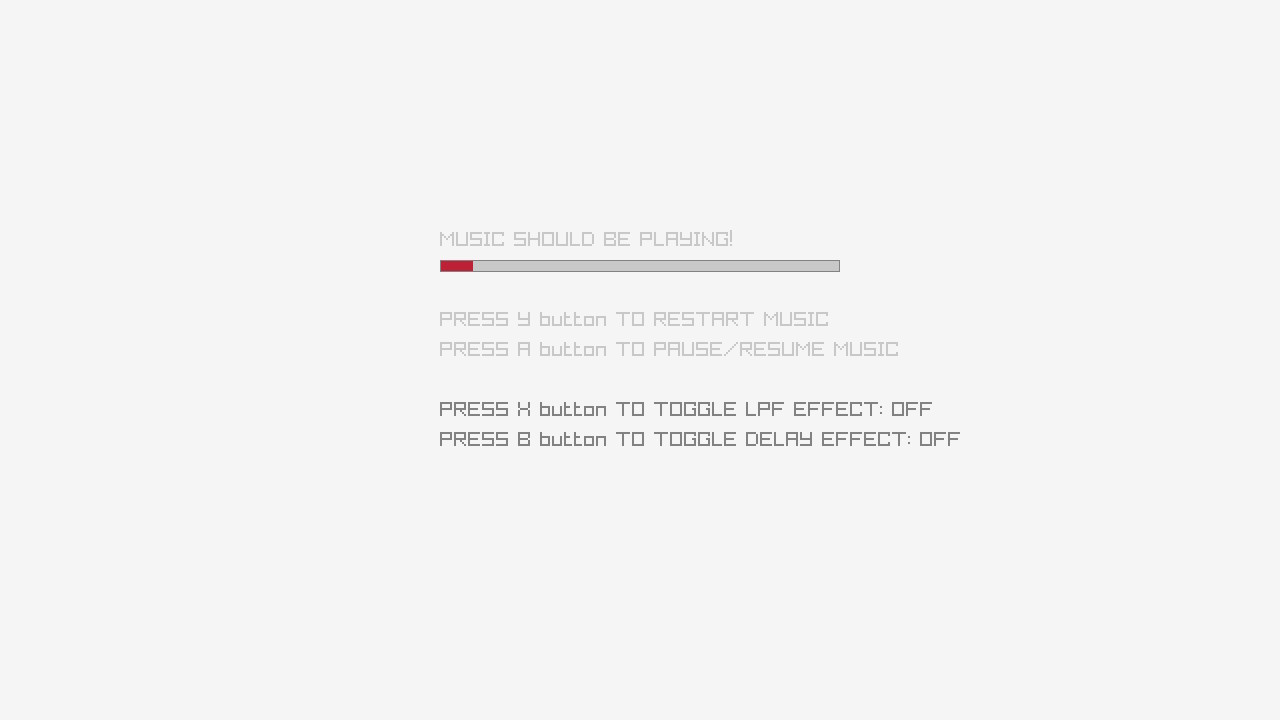 MUSIC SHOULD BE PLAYING!
PRESS Y button TO RESTART MUSIC
PRESS A button TO PAUSE/RESUME MUSIC
PRESS X button TO TOGGLE LPF EFFECT: OFF
PRESS B button TO TOGGLE DELAY EFFECT: OFF